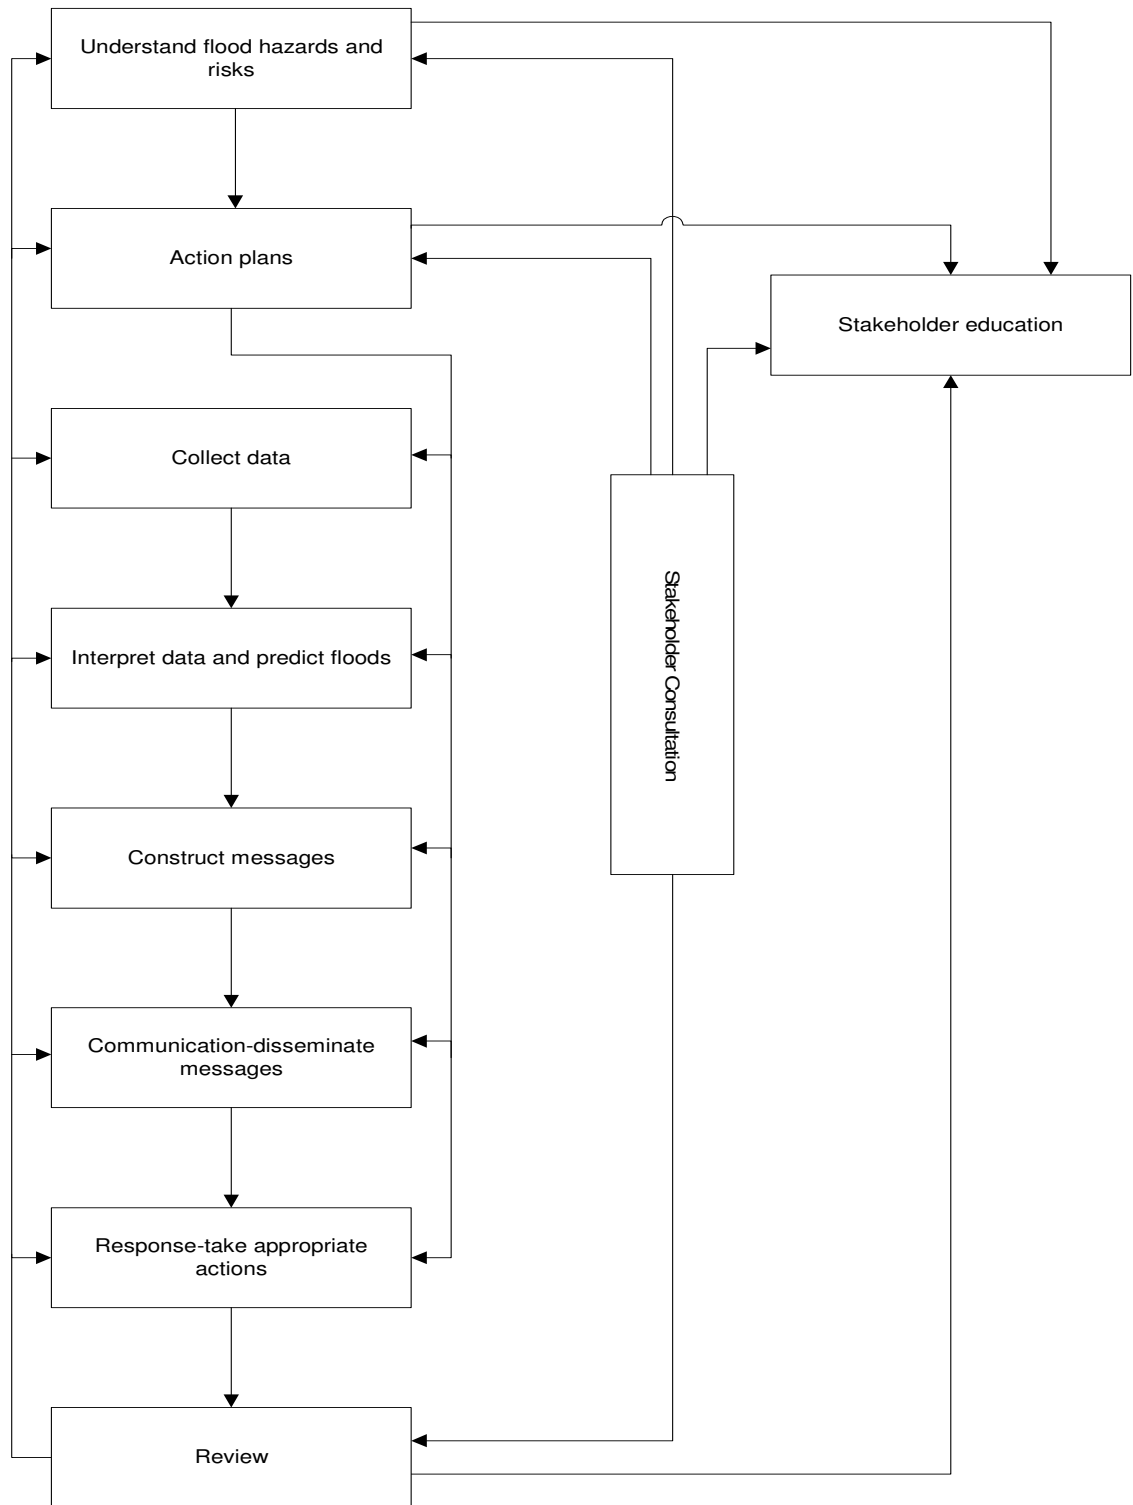 Understand flood hazards and
risks
Action plans
Stakeholder education
Collect data
Stakeholder Consultation
Interpret data and predict floods
Construct messages
Communication-disseminate
messages
Response-take appropriate
actions
Review